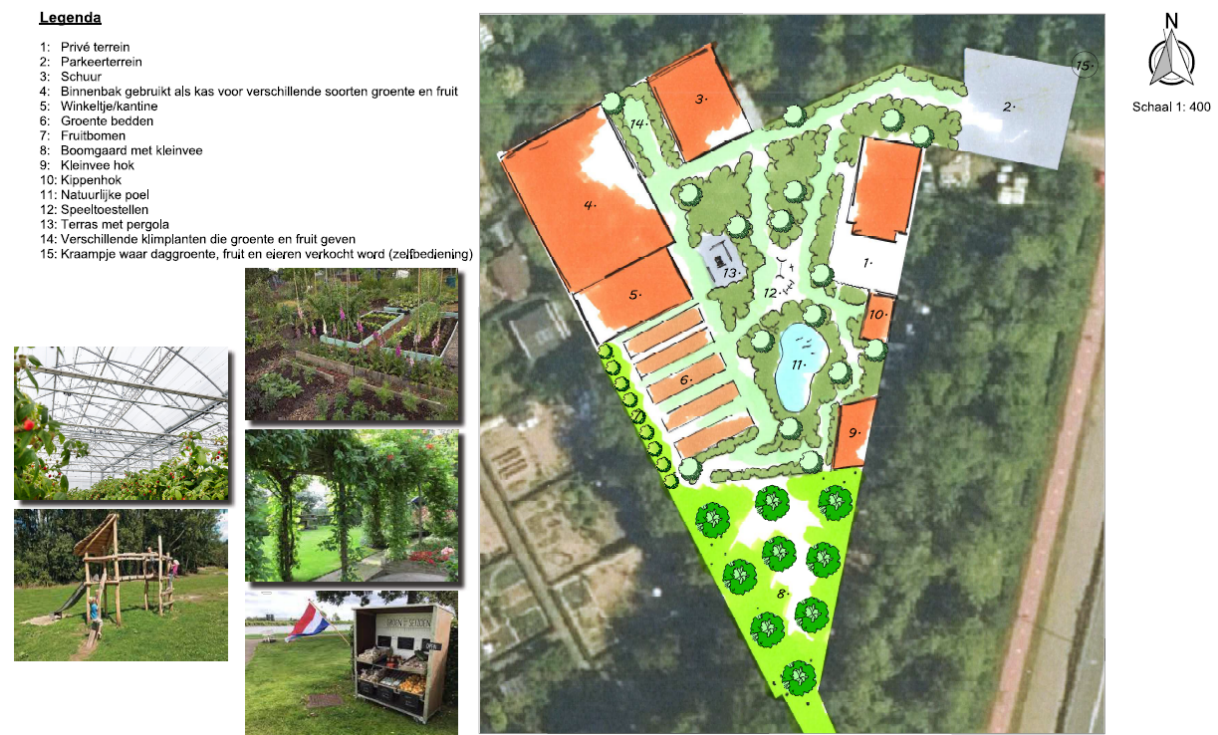 Legenda
1: Privé terrein
2: Parkeerterrein
3: Schuur
4: Binnenbak gebruikt als kas voor verschillende soorten groente en fruit
5: Winkeltje/kantine
6: Groente bedden
7: Fruitbomen
8: Boomgaard met kleinvee
9: Kleinvee hok
10: Kippenhok
11: Natuurlijke poel
12: Speeltoestellen
13: Terras met pergola
14: Verschillende klimplanten die groente en fruit geven
15: Kraampje waar daggroente, fruit en eieren verkocht word (zelfbediening)
N
Schaal 1: 400
15.
2.
3.
14.
4.
1.
13.
12.
5.
10.
11.
6.
9.
8.